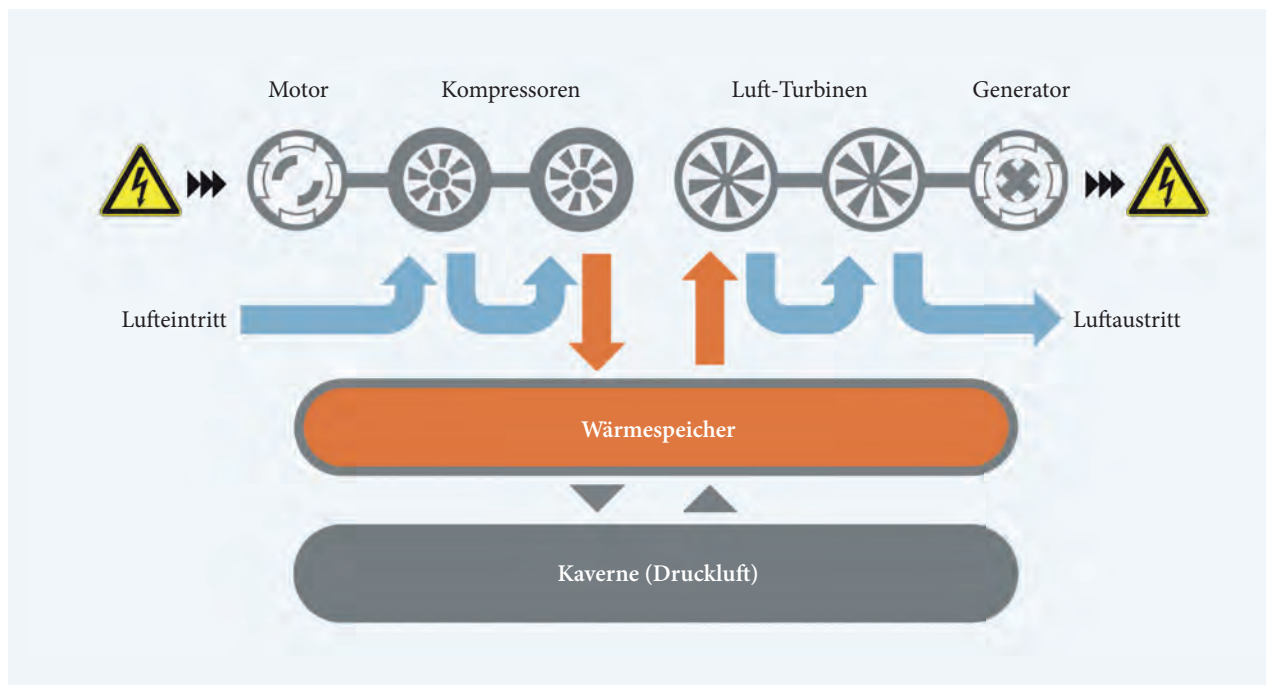 Motor
Kompressoren
Luft-Turbinen
Generator
Lufteintritt
Luftaustritt
Wärmespeicher
Kaverne (Druckluft)